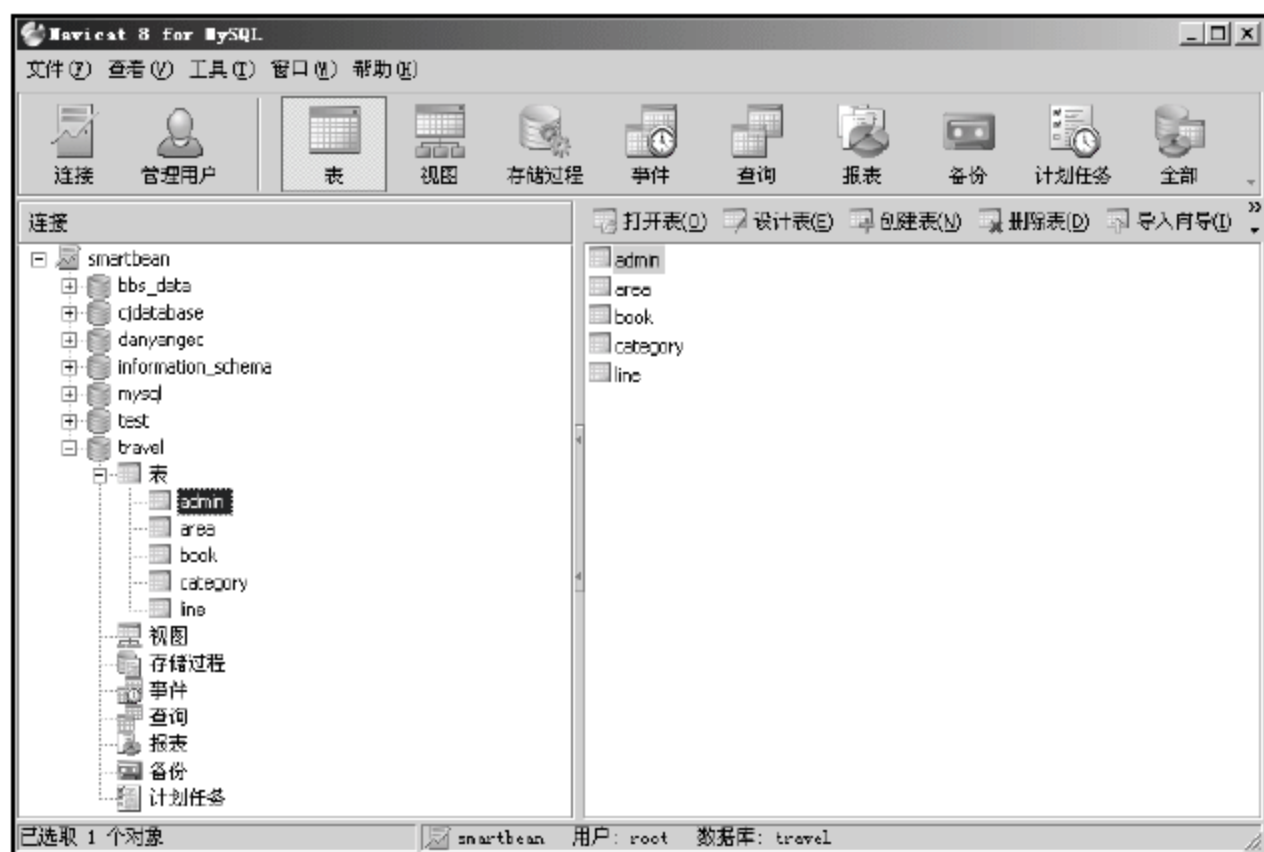 Navicat 8 for MySQL
文件(F) 查看(V) 工具(T) 窗口(W) 帮助(H)
连接 管理用户 表 视图 存储过程 事件 查询 报表 备份 计划任务 全部
连接
打开表(O) 设计表(E) 创建表(N) 删除表(D) 导入向导(I) »
smartbean
bbs_data
cjdatabase
danyangec
information_schema
mysql
test
travel
表
admin
area
book
category
line
视图
存储过程
事件
查询
报表
备份
计划任务
admin
area
book
category
line
已选取 1 个对象 smartbean 用户: root 数据库: travel